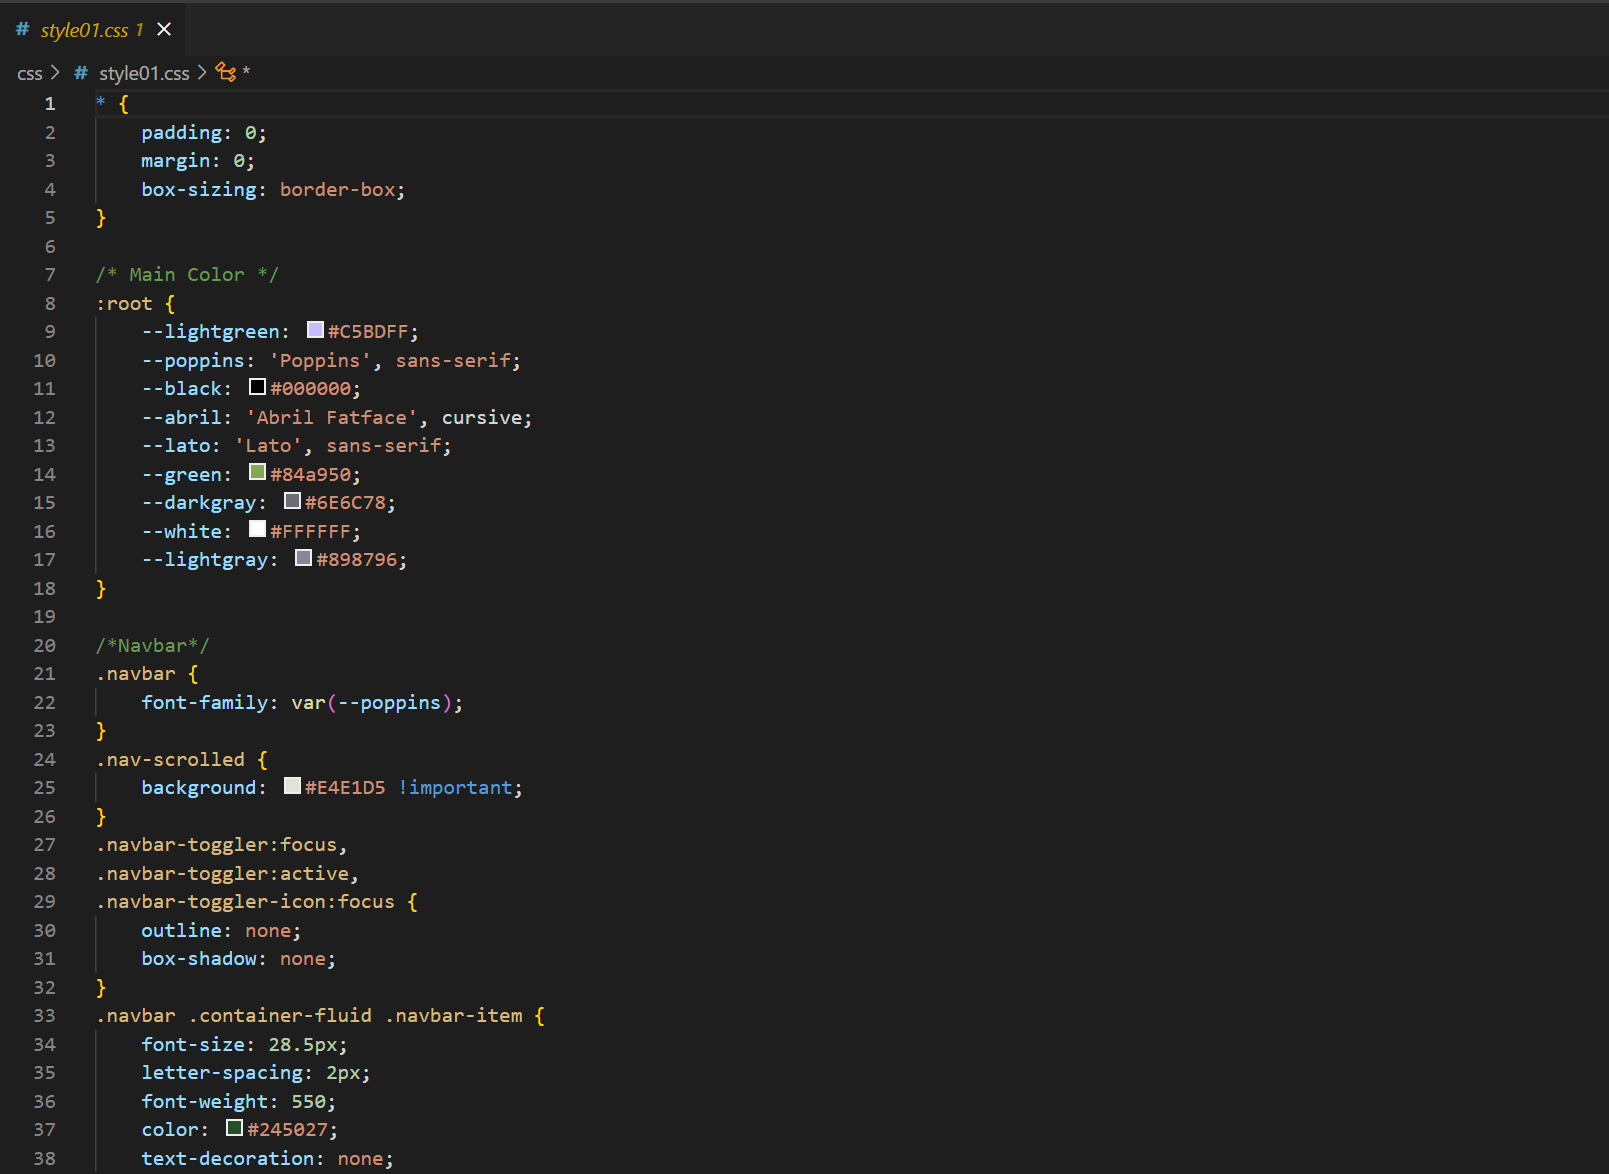 # style01.css 1 ×
css > # style01.css > *
1 * {
2 padding: 0;
3 margin: 0;
4 box-sizing: border-box;
5 }
6
7 /* Main Color */
8 :root {
9 --lightgreen: #C5BDFF;
10 --poppins: 'Poppins', sans-serif;
11 --black: #000000;
12 --abril: 'Abril Fatface', cursive;
13 --lato: 'Lato', sans-serif;
14 --green: #84a950;
15 --darkgray: #6E6C78;
16 --white: #FFFFFF;
17 --lightgray: #898796;
18 }
19
20 /*Navbar*/
21 .navbar {
22 font-family: var(--poppins);
23 }
24 .nav-scrolled {
25 background: #E4E1D5 !important;
26 }
27 .navbar-toggler:focus,
28 .navbar-toggler:active,
29 .navbar-toggler-icon:focus {
30 outline: none;
31 box-shadow: none;
32 }
33 .navbar .container-fluid .navbar-item {
34 font-size: 28.5px;
35 letter-spacing: 2px;
36 font-weight: 550;
37 color: #245027;
38 text-decoration: none;